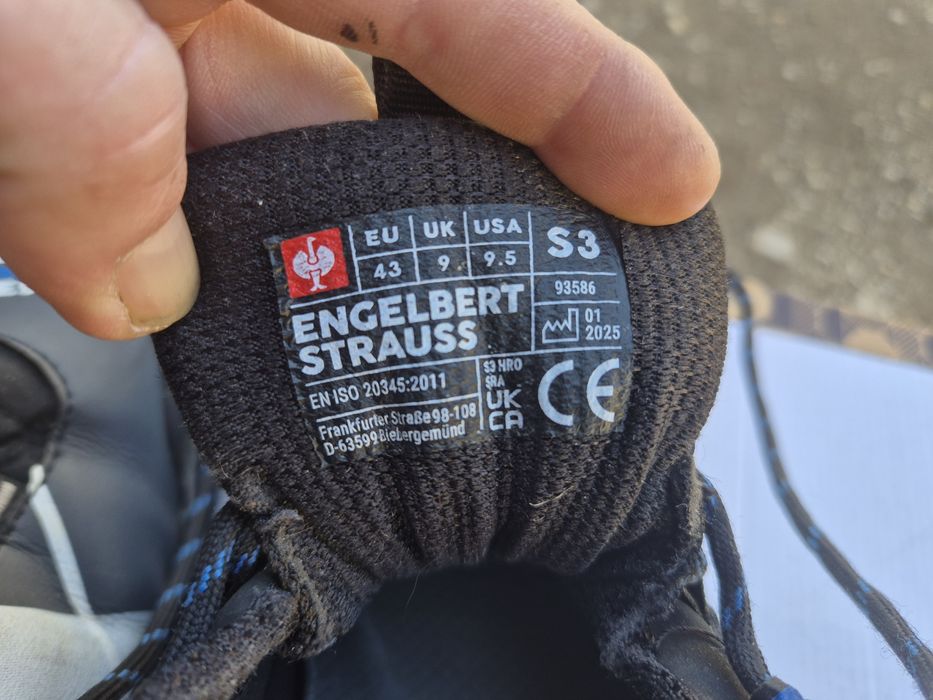 EU UK USA
43 9 9.5
S3
93586
01
2025
ENGELBERT
STRAUSS
EN ISO 20345:2011
Frankfurter Straße 98-108
D-63599 Biebergemünd
S3 HRO
SRA
UK
CA
CE